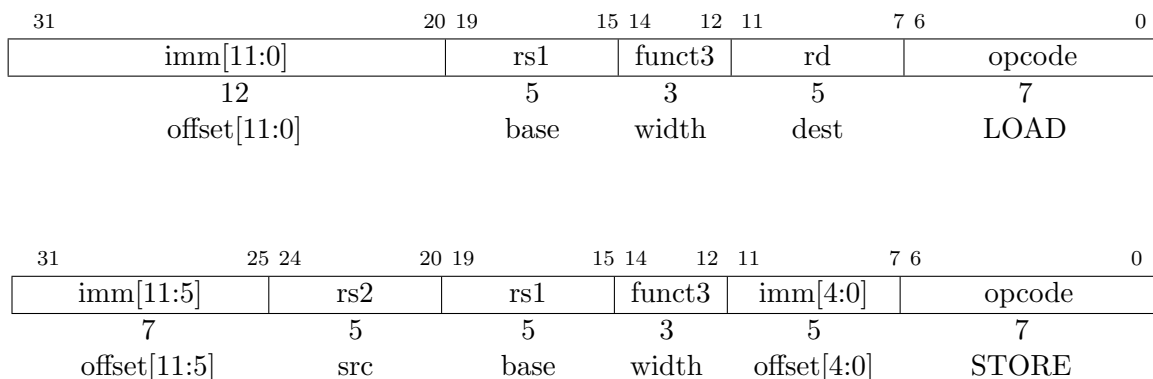 31 20 19 15 14 12 11 7 6 0
imm[11:0] rs1 funct3 rd opcode
12 5 3 5 7
offset[11:0] base width dest LOAD
31 25 24 20 19 15 14 12 11 7 6 0
imm[11:5] rs2 rs1 funct3 imm[4:0] opcode
7 5 5 3 5 7
offset[11:5] src base width offset[4:0] STORE